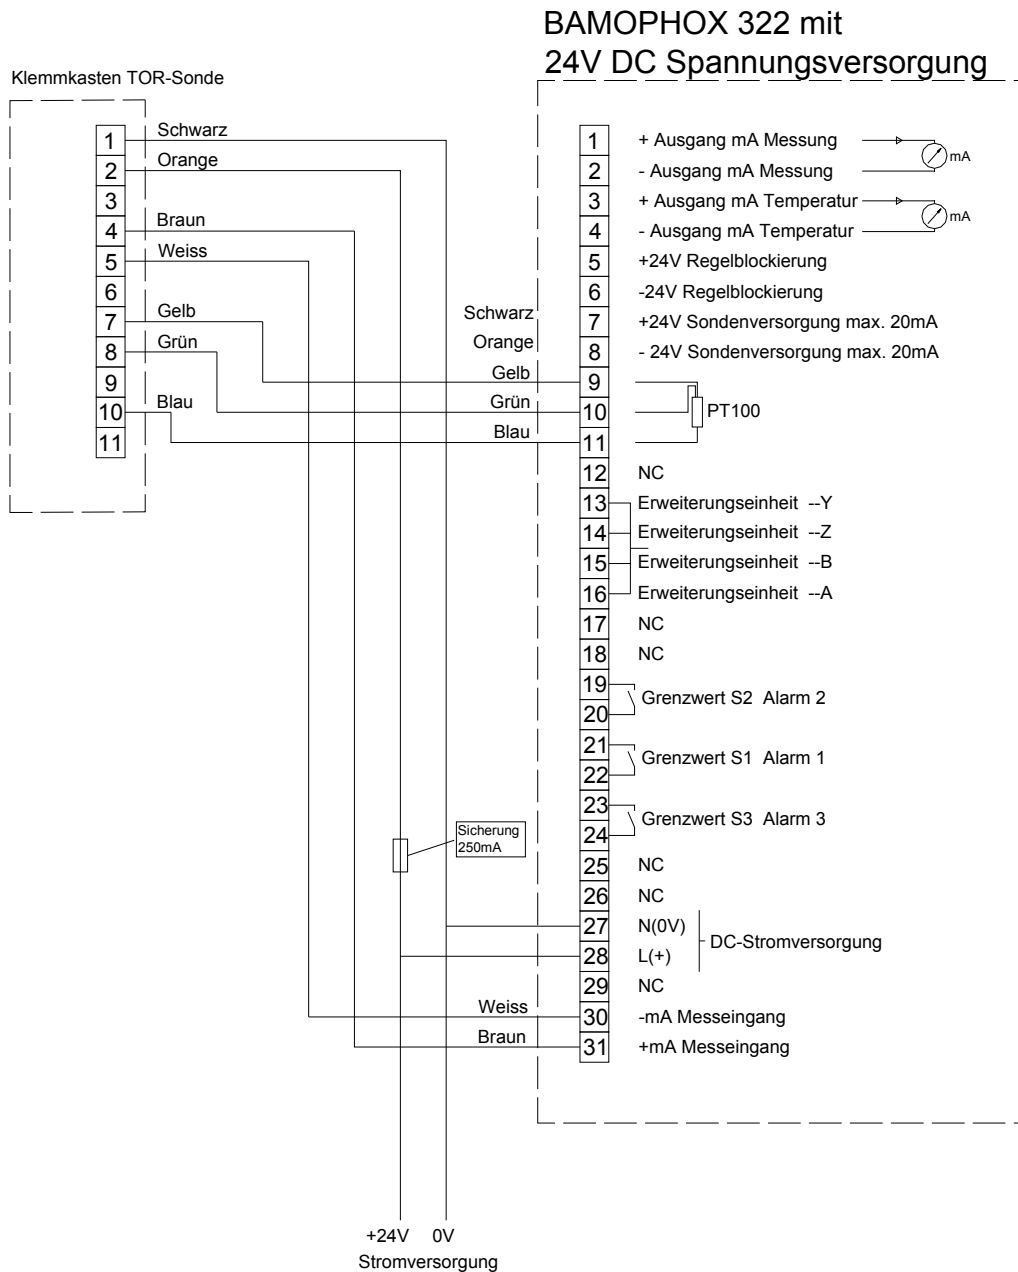 BAMOPHOX 322 mit
24V DC Spannungsversorgung
Klemmkasten TOR-Sonde
1 Schwarz
2 Orange
3
4 Braun
5 Weiss
6
7 Gelb
8 Grün
9
10 Blau
11
1 + Ausgang mA Messung
mA
2 - Ausgang mA Messung
3 + Ausgang mA Temperatur
mA
4 - Ausgang mA Temperatur
5 +24V Regelblockierung
6 -24V Regelblockierung
Schwarz 7 +24V Sondenversorgung max. 20mA
Orange 8 - 24V Sondenversorgung max. 20mA
Gelb 9
Grün 10 PT100
Blau 11
12 NC
13 Erweiterungseinheit --Y
14 Erweiterungseinheit --Z
15 Erweiterungseinheit --B
16 Erweiterungseinheit --A
17 NC
18 NC
19
Grenzwert S2 Alarm 2
20
21
Grenzwert S1 Alarm 1
22
23
Grenzwert S3 Alarm 3
24
Sicherung
250mA
25 NC
26 NC
27 N(0V)
DC-Stromversorgung
28 L(+)
29 NC
Weiss 30 -mA Messeingang
Braun 31 +mA Messeingang
+24V 0V
Stromversorgung